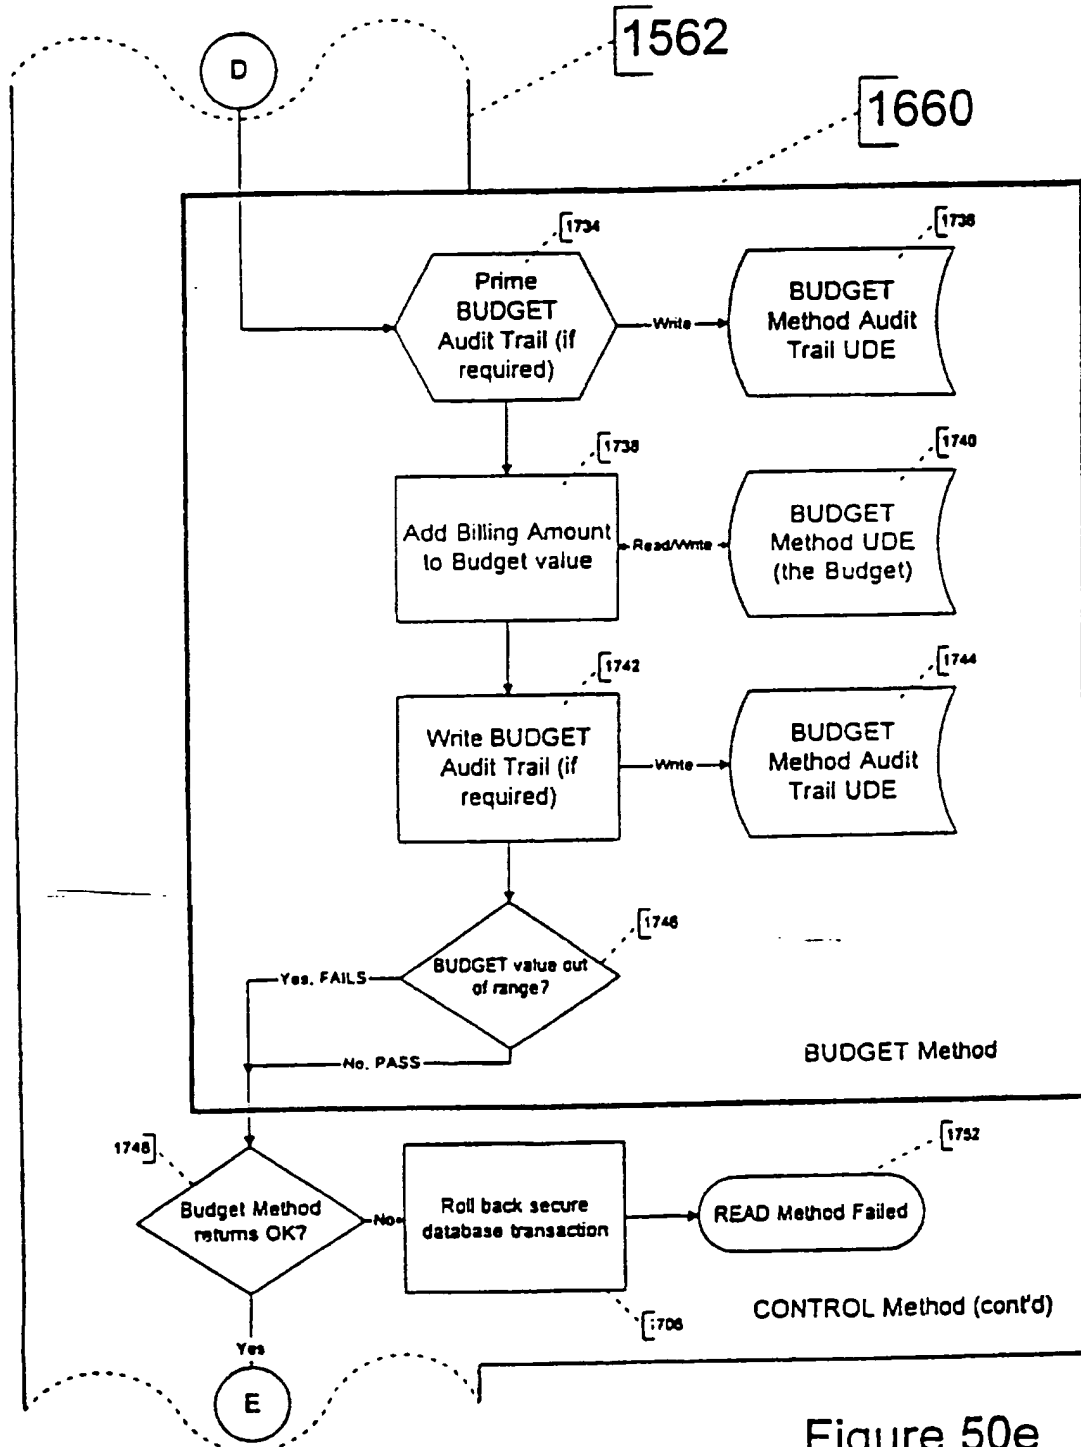 D
1562
1660
1734
Prime
BUDGET
Audit Trail (if
required)
Write
1736
BUDGET
Method Audit
Trail UDE
1738
Add Billing Amount
to Budget value
Read/Write
1740
BUDGET
Method UDE
(the Budget)
1742
Write BUDGET
Audit Trail (if
required)
Write
1744
BUDGET
Method Audit
Trail UDE
1746
BUDGET value out
of range?
Yes, FAILS
No, PASS
BUDGET Method
1748
Budget Method
returns OK?
No
Roll back secure
database transaction
1752
READ Method Failed
CONTROL Method (cont'd)
Yes
E
Figure 50e